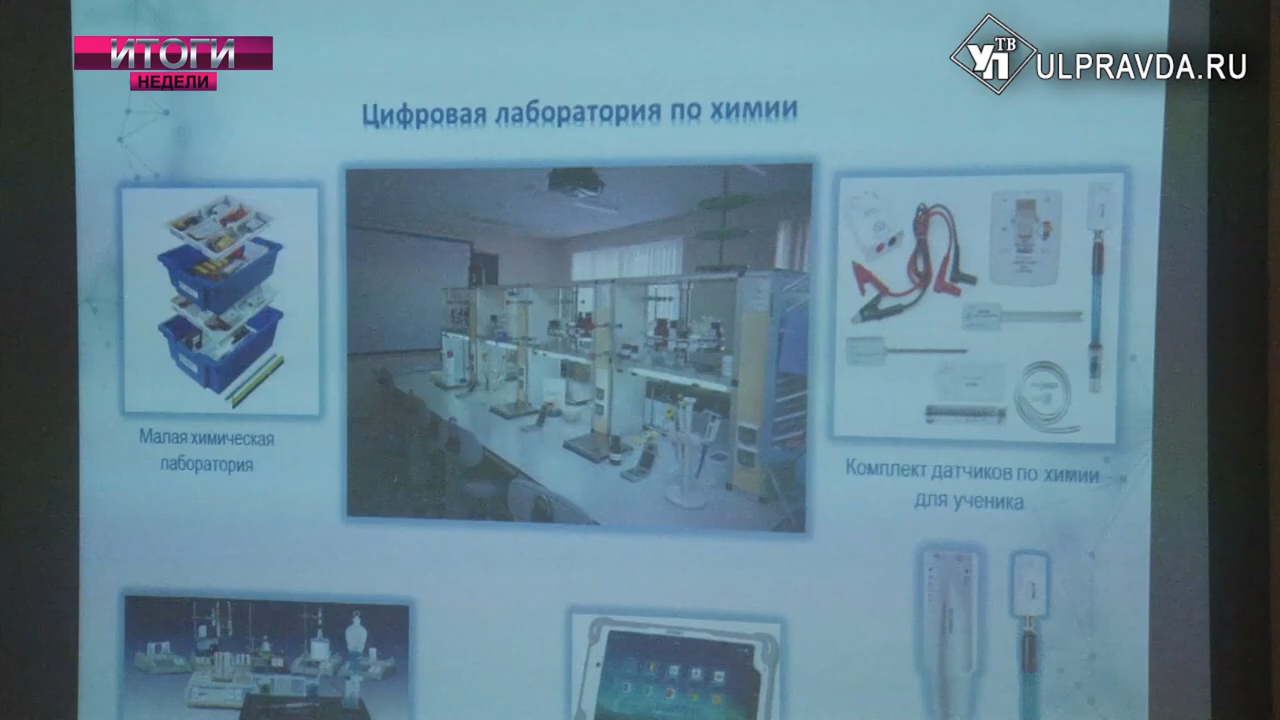 ИТОГИ
НЕДЕЛИ
УП ТВ
ULPRAVDA.RU
Цифровая лаборатория по химии
Малая химическая
лаборатория
Комплект датчиков по химии
для ученика